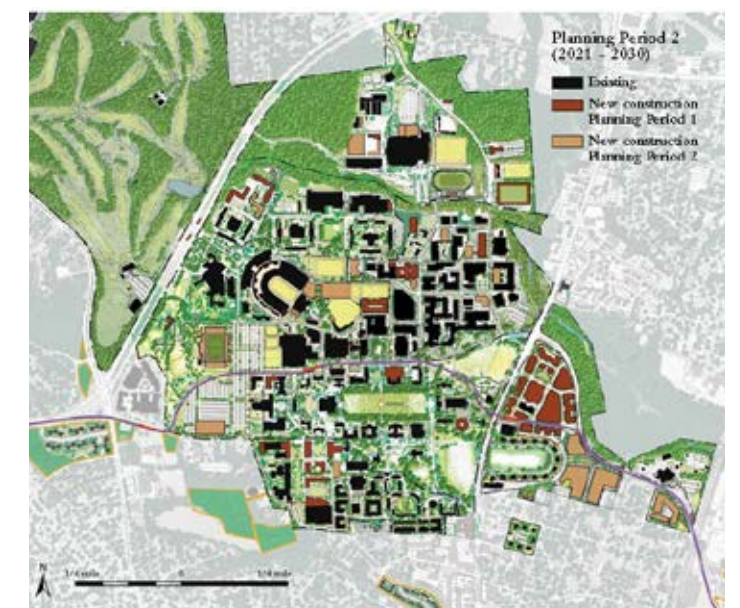 Planning Period 2
(2021 - 2030)
Existing
New construction
Planning Period 1
New construction
Planning Period 2
N
1/4 mile 0 1/4 mile